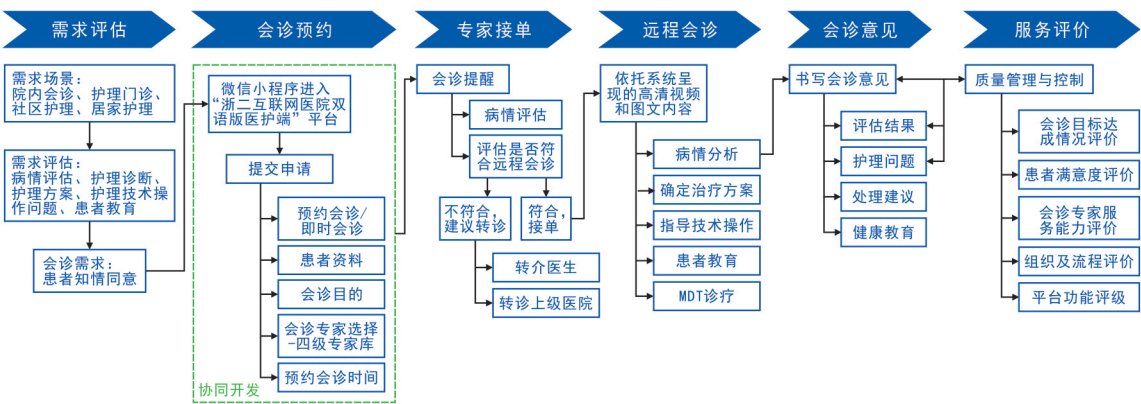 需求评估
会诊预约
专家接单
远程会诊
会诊意见
服务评价
需求场景：
院内会诊、护理门诊、
社区护理、居家护理
需求评估：
病情评估、护理诊断、
护理方案、护理技术操
作问题、患者教育
会诊需求：
患者知情同意
微信小程序进入
“浙二互联网医院双
语版医护端”平台
提交申请
预约会诊/
即时会诊
患者资料
会诊目的
会诊专家选择
-四级专家库
预约会诊时间
协同开发
会诊提醒
病情评估
评估是否符
合远程会诊
不符合，
建议转诊
符合，
接单
转介医生
转诊上级医院
依托系统呈
现的高清视频
和图文内容
病情分析
确定治疗方案
指导技术操作
患者教育
MDT诊疗
书写会诊意见
评估结果
护理问题
处理建议
健康教育
质量管理与控制
会诊目标达
成情况评价
患者满意度评价
会诊专家服
务能力评价
组织及流程评价
平台功能评级